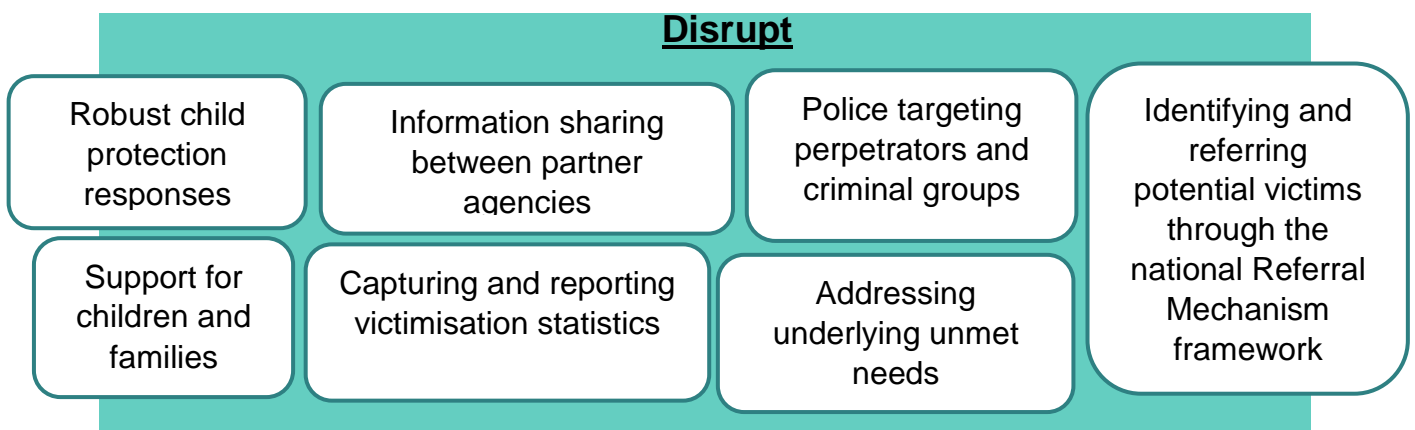 Disrupt
Robust child
protection
responses
Information sharing
between partner
agencies
Police targeting
perpetrators and
criminal groups
Identifying and
referring
potential victims
through the
national Referral
Mechanism
framework
Support for
children and
families
Capturing and reporting
victimisation statistics
Addressing
underlying unmet
needs